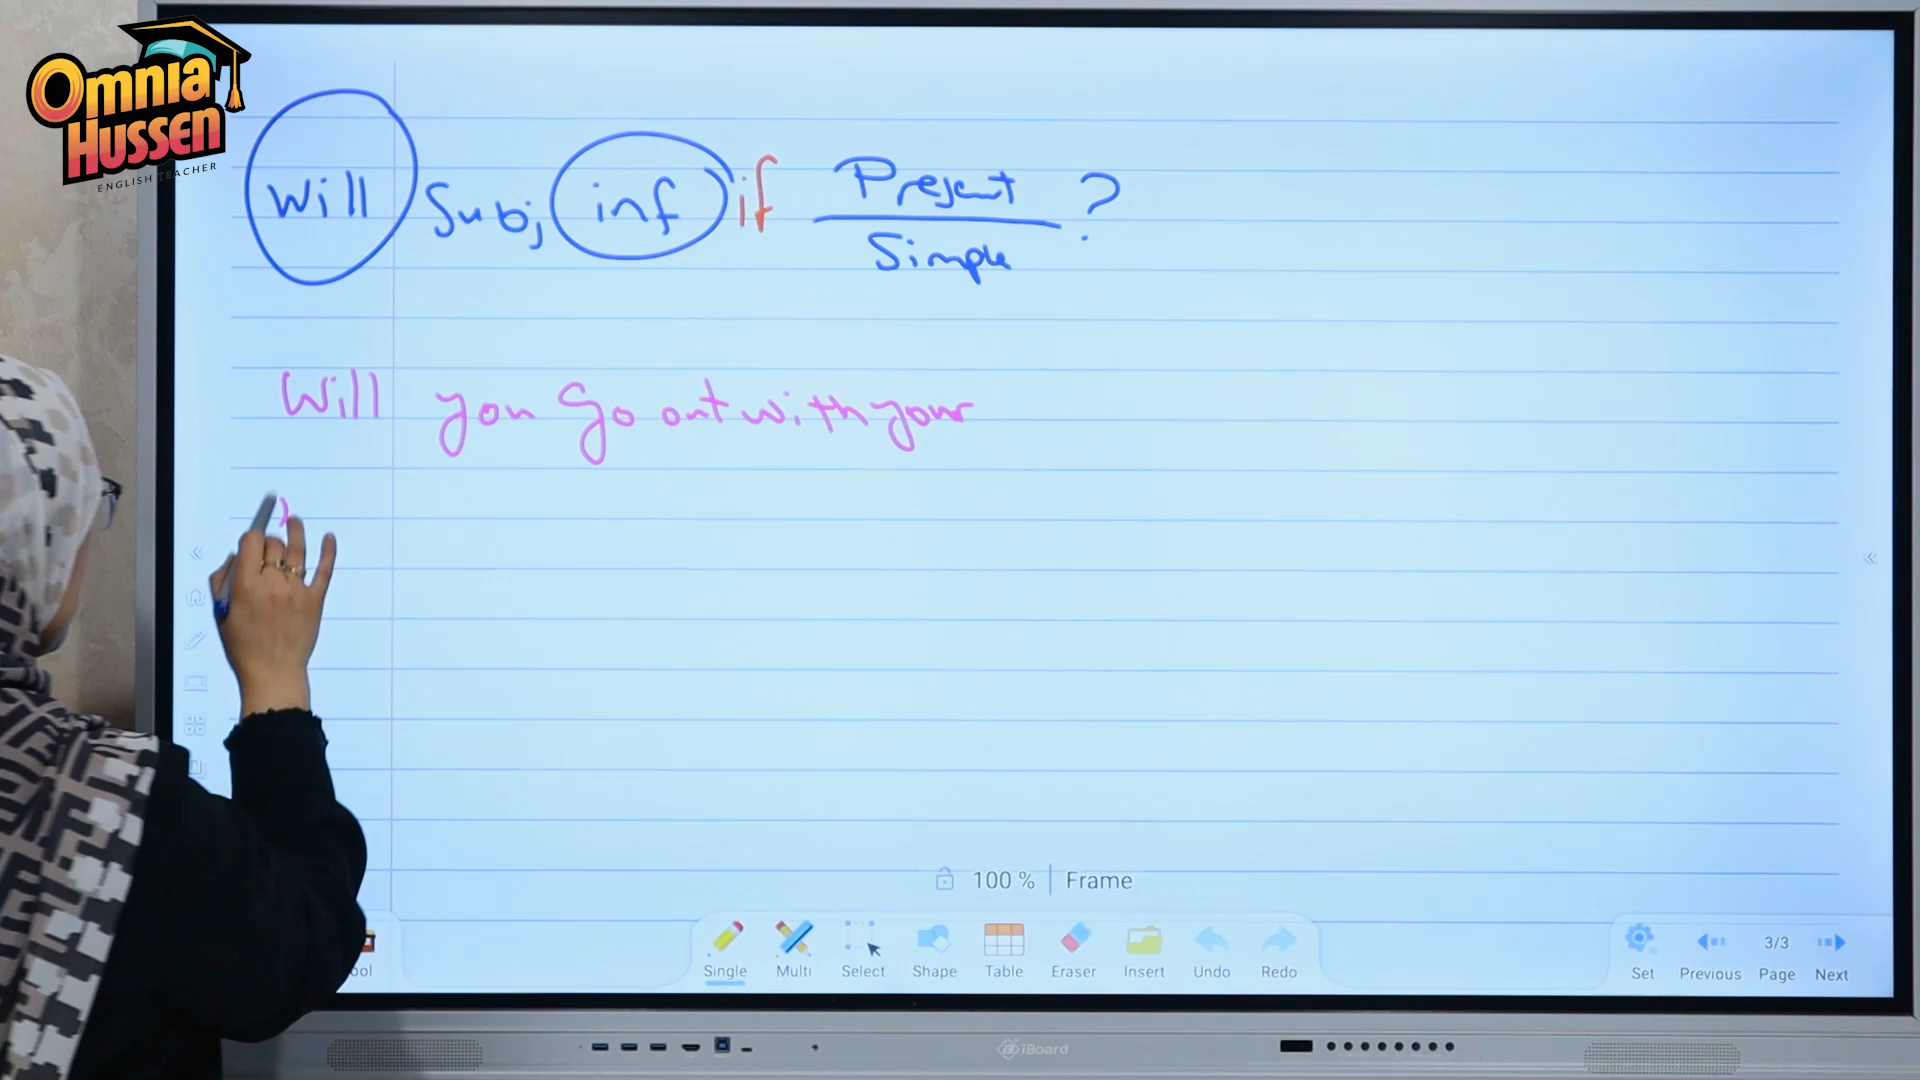 Omnia
Hussen
ENGLISH TEACHER
Will Subj inf if Present ?
Simple
Will you go out with your
100 % Frame
Single Multi Select Shape Table Eraser Insert Undo Redo
Set Previous 3/3 Page Next
iBoard